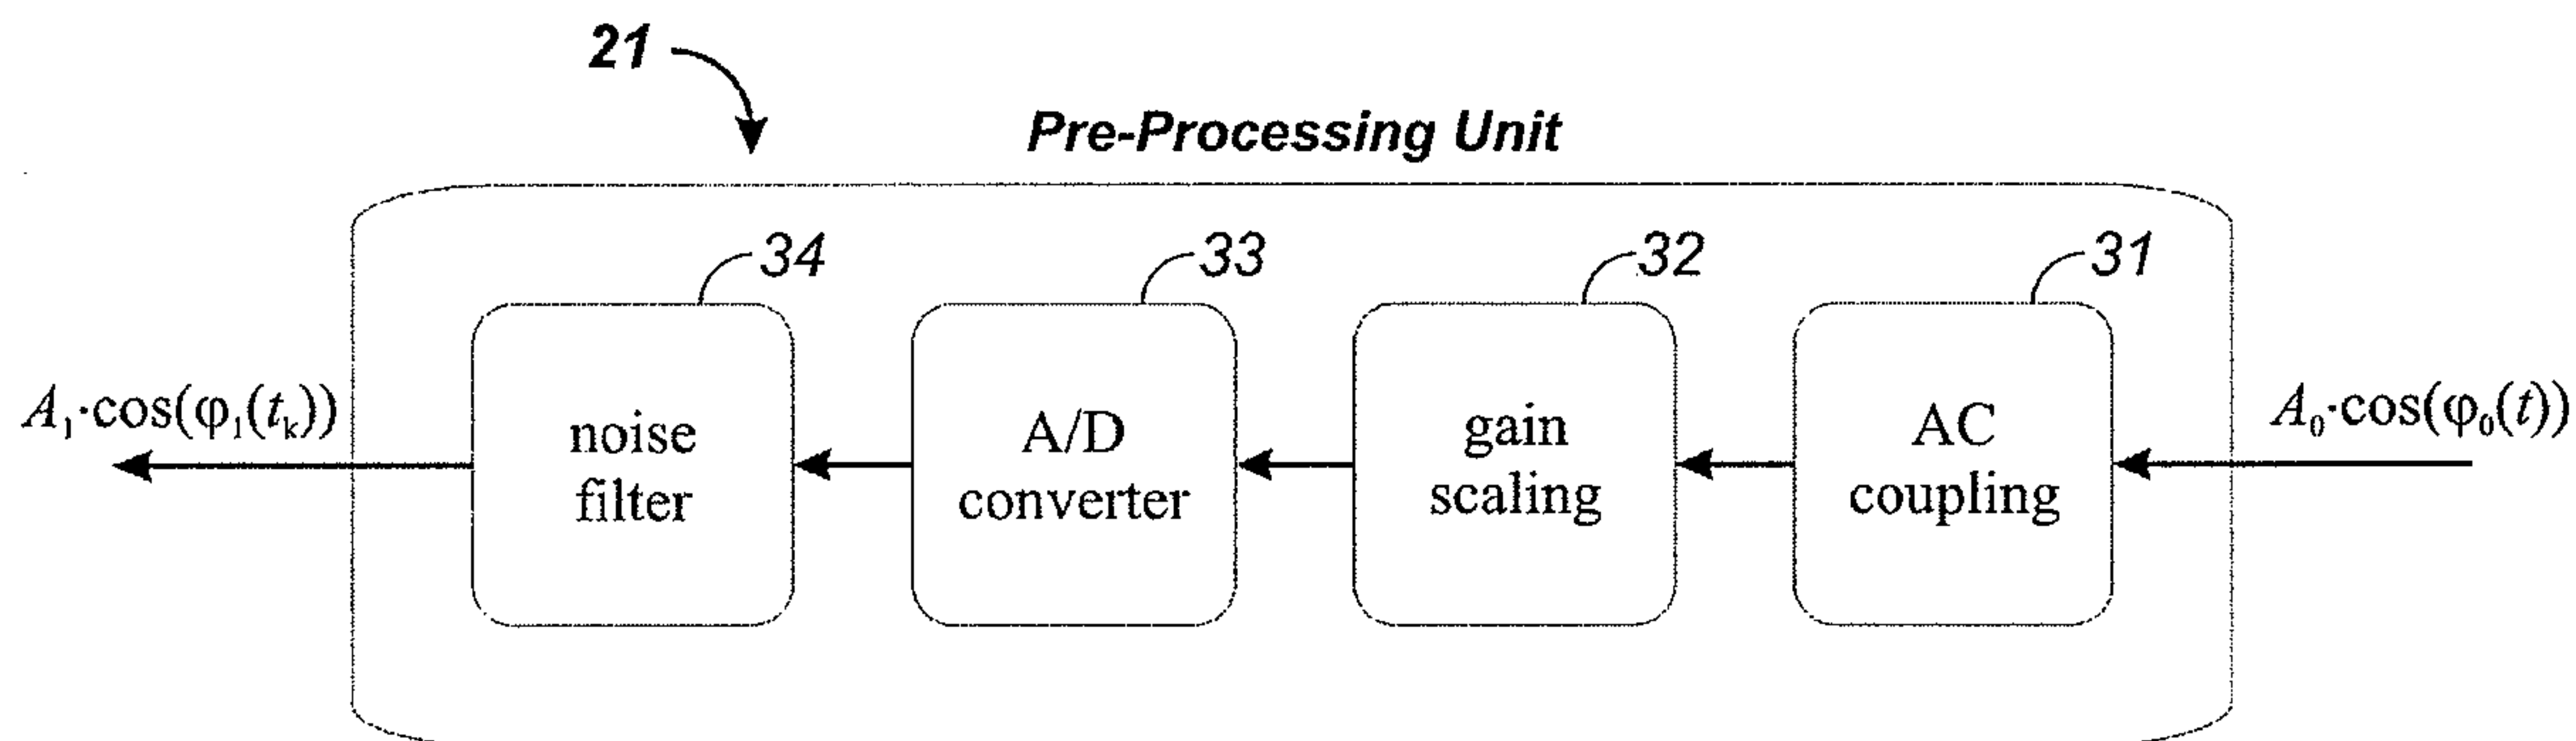 21
Pre-Processing Unit
34
33
32
31
A₁·cos(φ₁(tₖ))
noise
filter
A/D
converter
gain
scaling
AC
coupling
A₀·cos(φ₀(t))